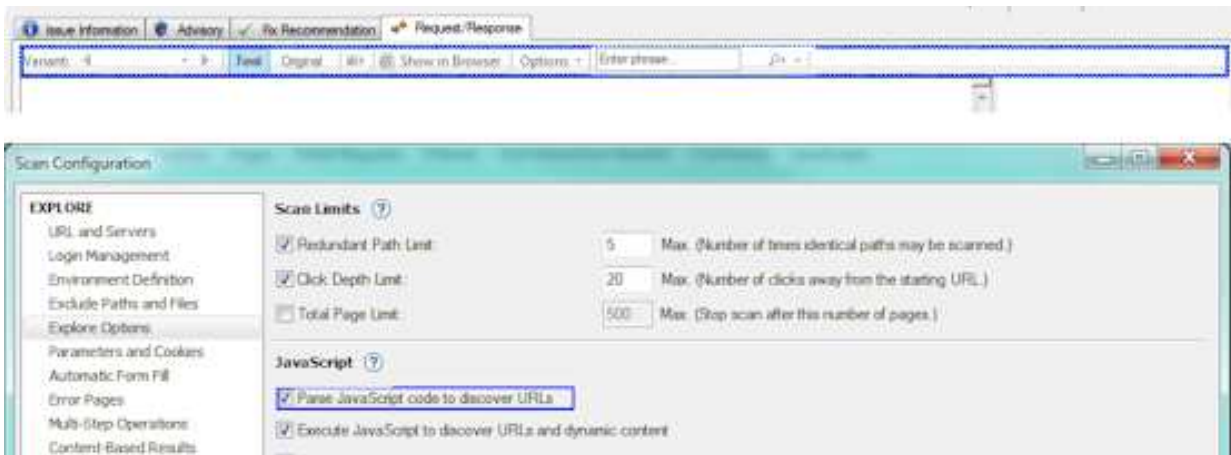 Issue Information Advisory Fix Recommendation Request/Response
Variant: Test Original Show in Browser Options Enter phrase...
Scan Configuration
EXPLORE
URL and Servers
Login Management
Environment Definition
Exclude Paths and Files
Explore Options
Parameters and Cookies
Automatic Form Fill
Error Pages
Multi-Step Operations
Content-Based Results
Scan Limits ?
Redundant Path Limit: 5 Max. (Number of times identical paths may be scanned.)
Click Depth Limit: 20 Max. (Number of clicks away from the starting URL.)
Total Page Limit: 500 Max. (Stop scan after this number of pages.)
JavaScript ?
Parse JavaScript code to discover URLs
Execute JavaScript to discover URLs and dynamic content